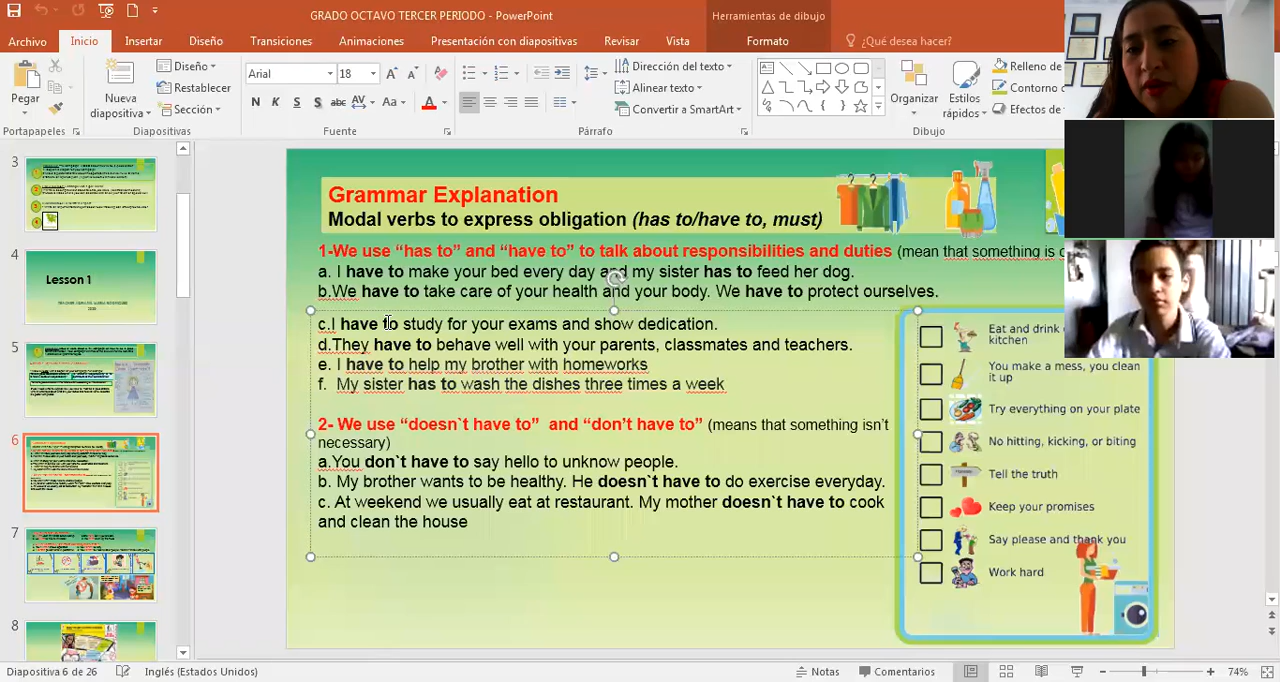 GRADO OCTAVO TERCER PERIODO - PowerPoint
Herramientas de dibujo
Archivo Inicio Insertar Diseño Transiciones Animaciones Presentación con diapositivas Revisar Vista Formato ¿Qué desea hacer?
Pegar
Nueva diapositiva
Diseño
Restablecer
Sección
Arial 18
N K S S abc AV Aa A
Dirección del texto
Alinear texto
Convertir a SmartArt
Organizar
Estilos rápidos
Relleno de
Contorno
Efectos de
Portapapeles Diapositivas Fuente Párrafo Dibujo
3
4
Lesson 1
5
6
7
8
Grammar Explanation
Modal verbs to express obligation (has to/have to, must)
1-We use “has to” and “have to” to talk about responsibilities and duties (mean that something is
a. I have to make your bed every day and my sister has to feed her dog.
b.We have to take care of your health and your body. We have to protect ourselves.
c.I have to study for your exams and show dedication.
d.They have to behave well with your parents, classmates and teachers.
e. I have to help my brother with homeworks
f. My sister has to wash the dishes three times a week
2- We use “doesn`t have to” and “don’t have to” (means that something isn’t
necessary)
a.You don`t have to say hello to unknow people.
b. My brother wants to be healthy. He doesn`t have to do exercise everyday.
c. At weekend we usually eat at restaurant. My mother doesn`t have to cook
and clean the house
Eat and drink
kitchen
You make a mess, you clean
it up
Try everything on your plate
No hitting, kicking, or biting
Tell the truth
Keep your promises
Say please and thank you
Work hard
Diapositiva 6 de 26 Inglés (Estados Unidos) Notas Comentarios 74%